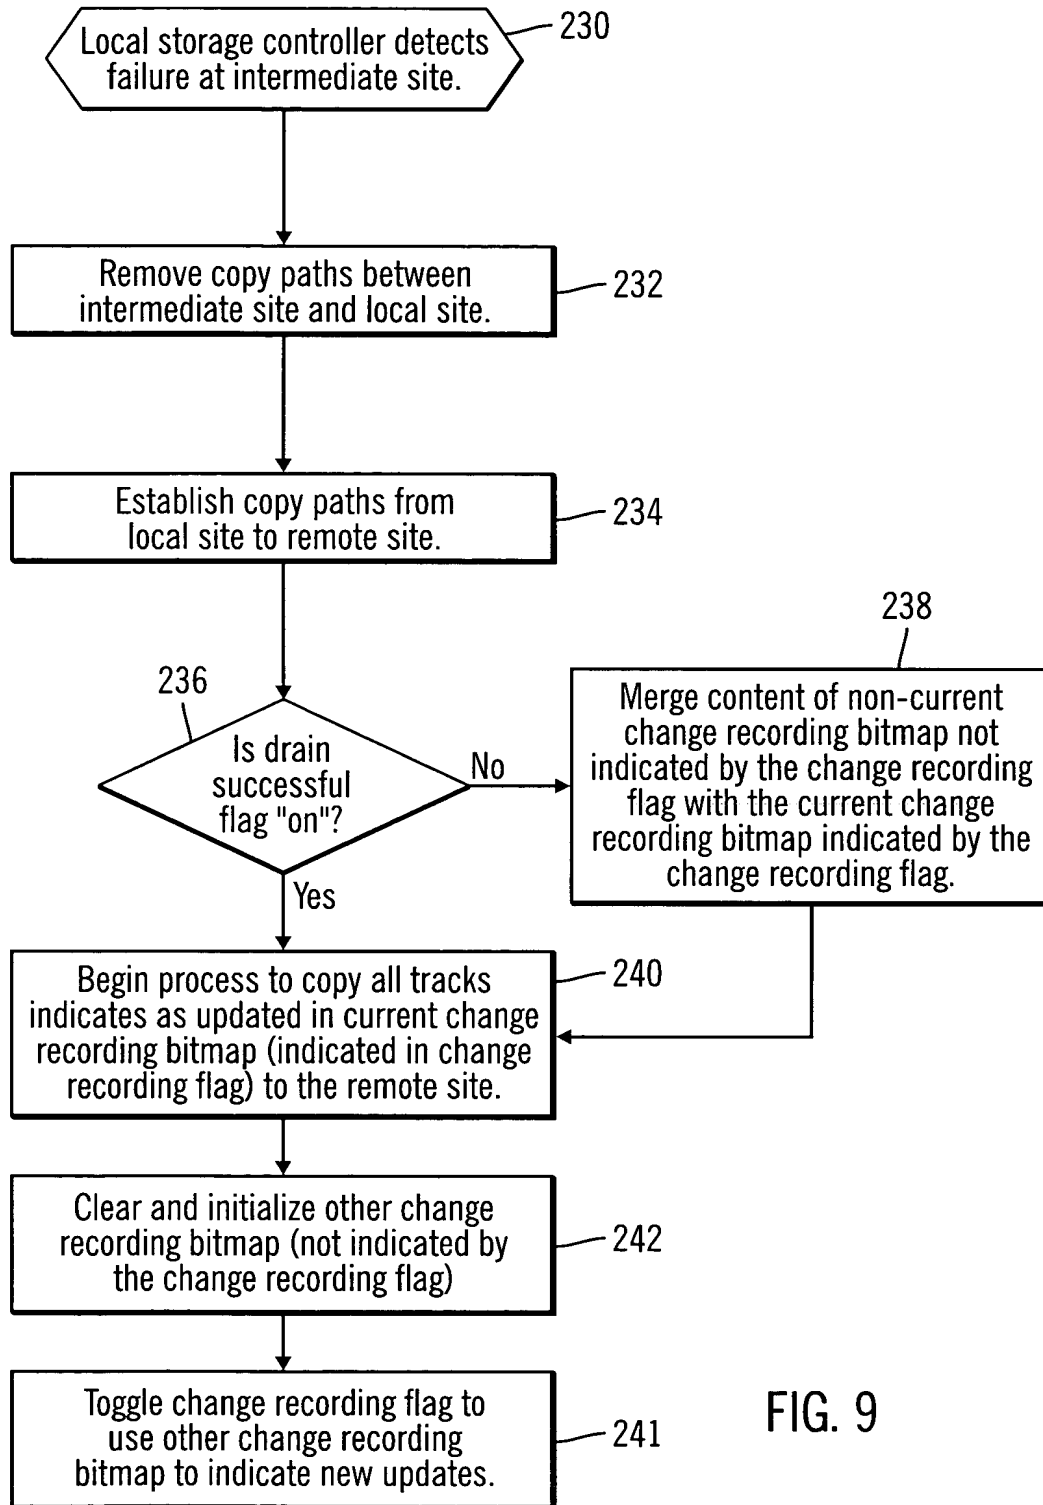 Local storage controller detects
failure at intermediate site.
230
Remove copy paths between
intermediate site and local site.
232
Establish copy paths from
local site to remote site.
234
236
Is drain
successful
flag "on"?
No
Yes
238
Merge content of non-current
change recording bitmap not
indicated by the change recording
flag with the current change
recording bitmap indicated by the
change recording flag.
Begin process to copy all tracks
indicates as updated in current change
recording bitmap (indicated in change
recording flag) to the remote site.
240
Clear and initialize other change
recording bitmap (not indicated by
the change recording flag)
242
Toggle change recording flag to
use other change recording
bitmap to indicate new updates.
241
FIG. 9